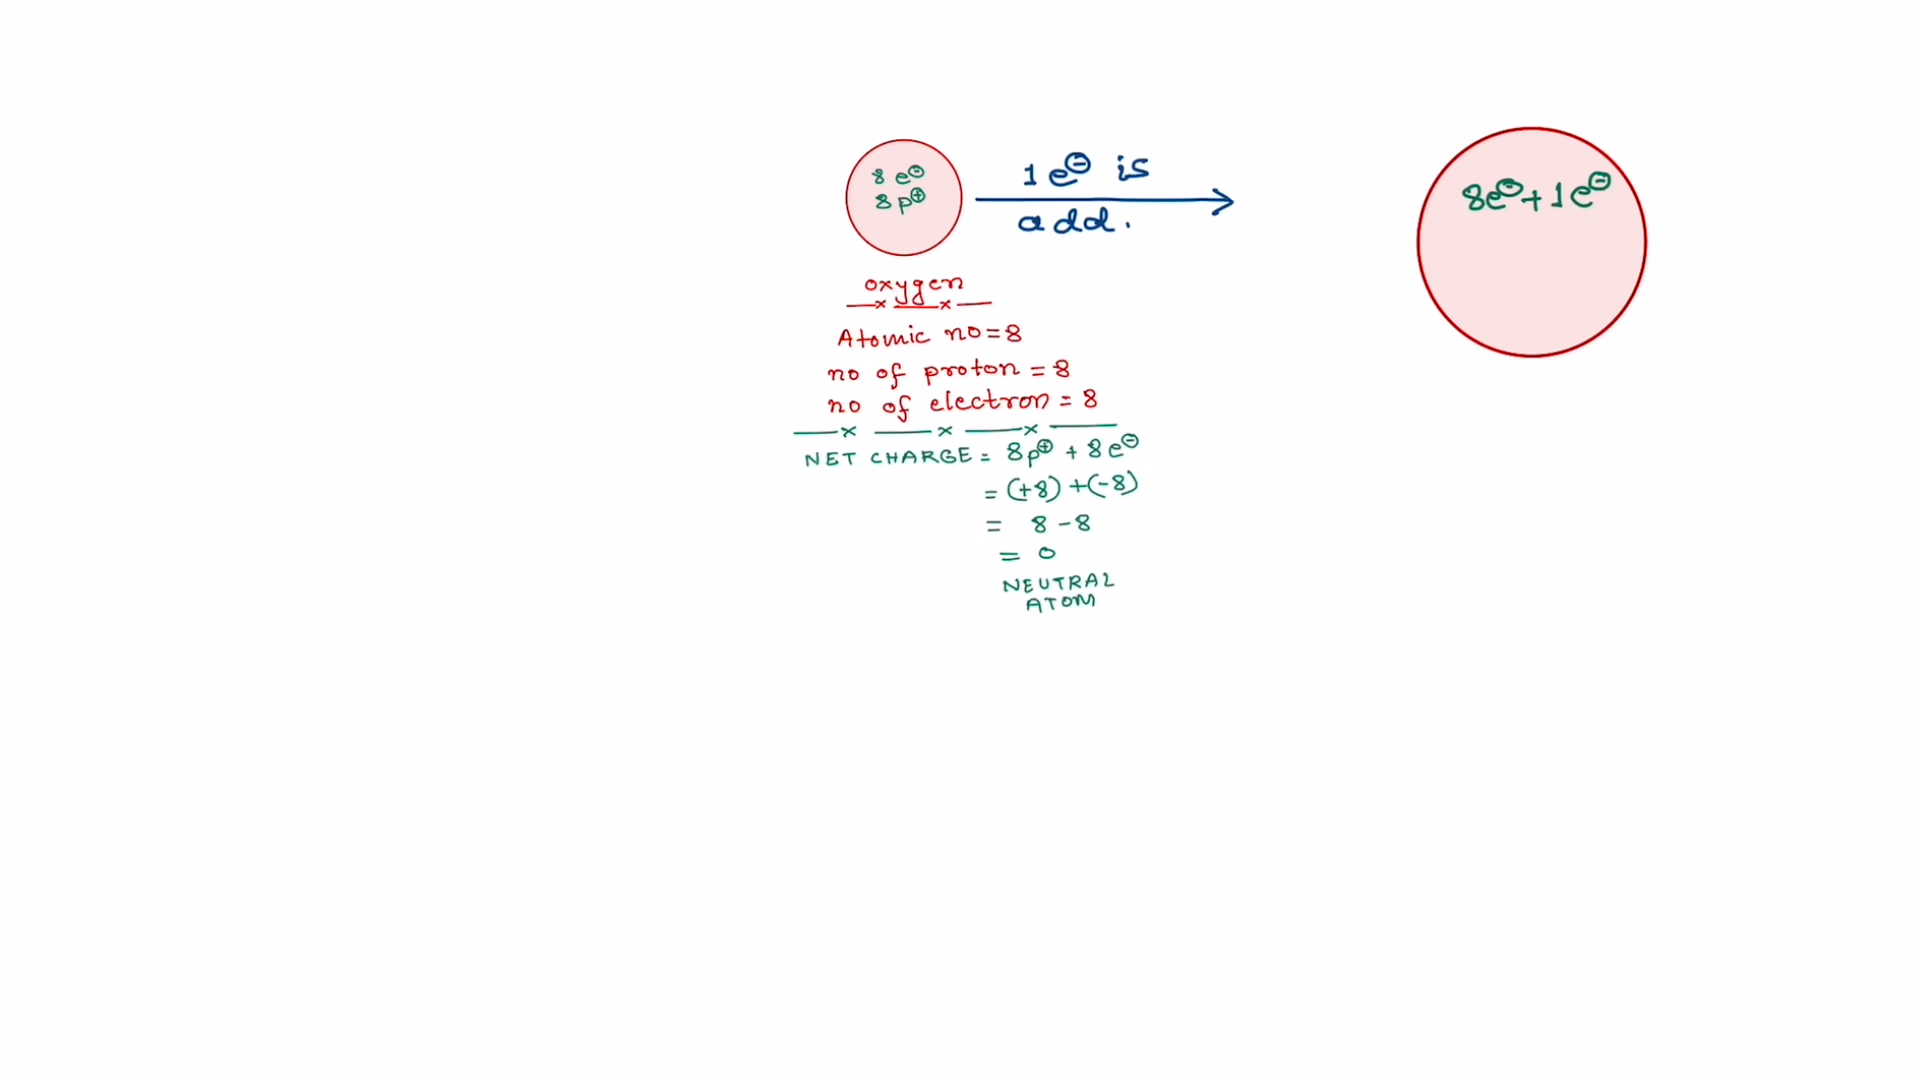 8 e⊖
8 p⊕
1 e⊖ is
add.
8e⊖ + 1e⊖
oxygen
Atomic no = 8
no of proton = 8
no of electron = 8
NET CHARGE = 8p⊕ + 8e⊖
= (+8) + (-8)
= 8 - 8
= 0
NEUTRAL
ATOM